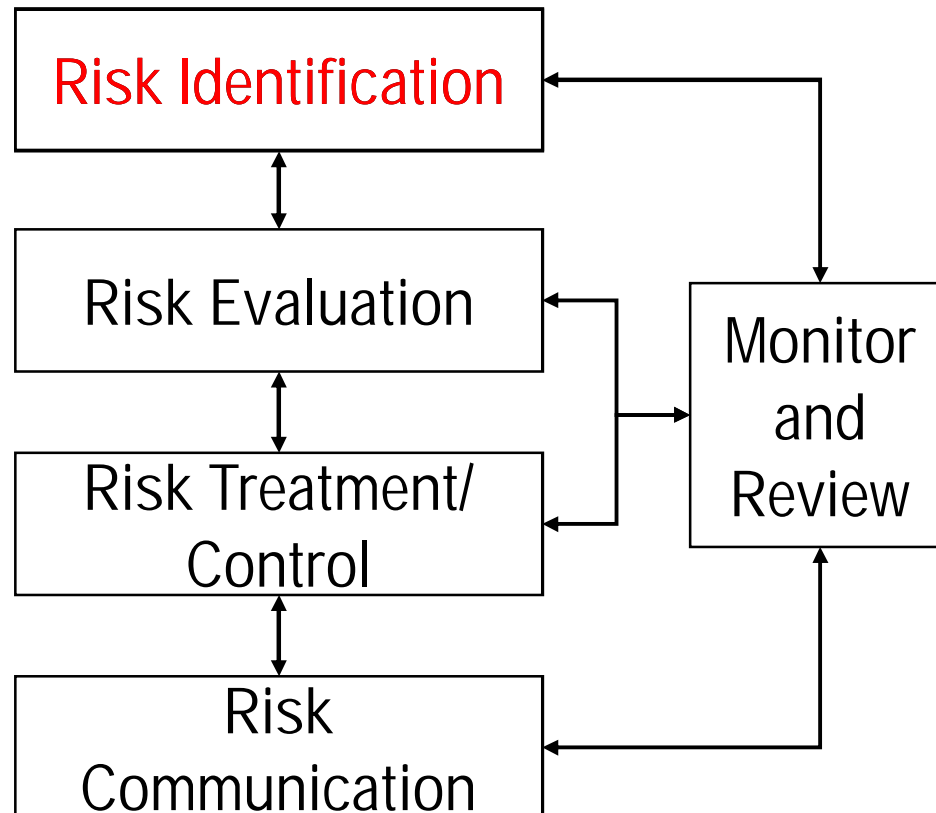 Risk Identification
Risk Evaluation
Risk Treatment/
Control
Risk
Communication
Monitor
and
Review